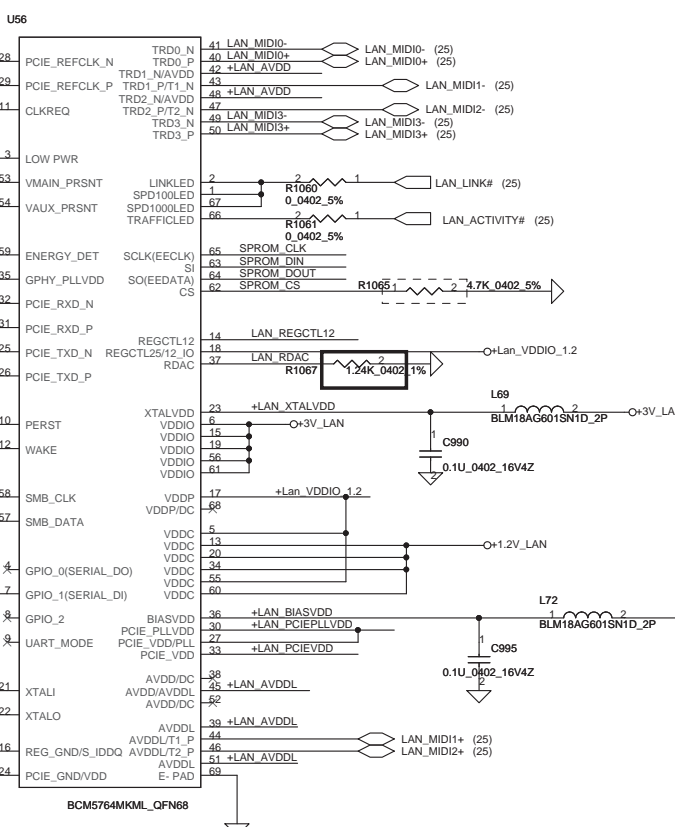 U56
41 LAN_MIDI0-
TRD0_N
LAN_MIDI0- (25)
28 PCIE_REFCLK_N
TRD0_P
40 LAN_MIDI0+
LAN_MIDI0+ (25)
TRD1_N/AVDD
42 +LAN_AVDD
29 PCIE_REFCLK_P
TRD1_P/T1_N
43
LAN_MIDI1- (25)
TRD2_N/AVDD
48 +LAN_AVDD
11 CLKREQ
TRD2_P/T2_N
47
LAN_MIDI2- (25)
TRD3_N
49 LAN_MIDI3-
LAN_MIDI3- (25)
TRD3_P
50 LAN_MIDI3+
LAN_MIDI3+ (25)
3 LOW PWR
53 VMAIN_PRSNT
LINKLED
2
2 1
LAN_LINK# (25)
R1060
SPD100LED
1
0_0402_5%
54 VAUX_PRSNT
SPD1000LED
67
TRAFFICLED
66
2 1
LAN_ACTIVITY# (25)
R1061
0_0402_5%
59 ENERGY_DET
SCLK(EECLK)
65 SPROM_CLK
SI
63 SPROM_DIN
35 GPHY_PLLVDD
SO(EEDATA)
64 SPROM_DOUT
CS
62 SPROM_CS
R1065 1 2 4.7K_0402_5%
32 PCIE_RXD_N
31 PCIE_RXD_P
REGCTL12
14 LAN_REGCTL12
25 PCIE_TXD_N
REGCTL25/12_IO
18
+Lan_VDDIO_1.2
RDAC
37 LAN_RDAC
1 2
R1067 1.24K_0402_1%
26 PCIE_TXD_P
L69
XTALVDD
23 +LAN_XTALVDD
1 2
+3V_LA
BLM18AG601SN1D_2P
10 PERST
VDDIO
6
+3V_LAN
VDDIO
15
1
C990
12 WAKE
VDDIO
19
VDDIO
56
0.1U_0402_16V4Z
2
VDDIO
61
58 SMB_CLK
VDDP
17
+Lan_VDDIO_1.2
VDDP/DC
68
57 SMB_DATA
VDDC
5
VDDC
13
+1.2V_LAN
VDDC
20
4 GPIO_0(SERIAL_DO)
VDDC
34
VDDC
55
7 GPIO_1(SERIAL_DI)
VDDC
60
L72
8 GPIO_2
BIASVDD
36 +LAN_BIASVDD
1 2
BLM18AG601SN1D_2P
PCIE_PLLVDD
30 +LAN_PCIEPLLVDD
9 UART_MODE
PCIE_VDD/PLL
27
1
C995
PCIE_VDD
33 +LAN_PCIEVDD
0.1U_0402_16V4Z
2
AVDD/DC
38
21 XTALI
AVDD/AVDDL
45 +LAN_AVDDL
AVDD/DC
52
22 XTALO
AVDDL
39 +LAN_AVDDL
AVDDL/T1_P
44
LAN_MIDI1+ (25)
16 REG_GND/S_IDDQ
AVDDL/T2_P
46
LAN_MIDI2+ (25)
AVDDL
51 +LAN_AVDDL
24 PCIE_GND/VDD
E- PAD
69
BCM5764MKML_QFN68